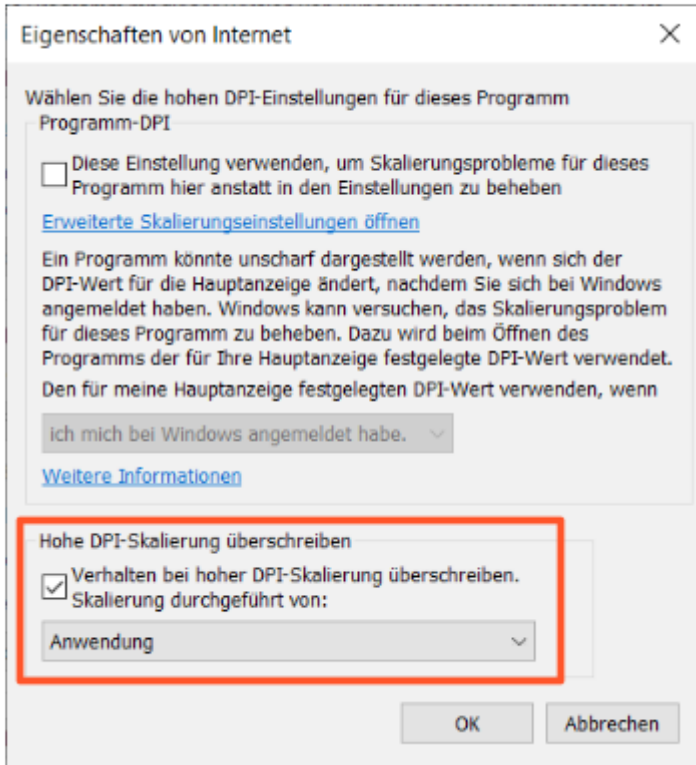 Eigenschaften von Internet
Wählen Sie die hohen DPI-Einstellungen für dieses Programm
Programm-DPI
Diese Einstellung verwenden, um Skalierungsprobleme für dieses
Programm hier anstatt in den Einstellungen zu beheben
Erweiterte Skalierungseinstellungen öffnen
Ein Programm könnte unscharf dargestellt werden, wenn sich der
DPI-Wert für die Hauptanzeige ändert, nachdem Sie sich bei Windows
angemeldet haben. Windows kann versuchen, das Skalierungsproblem
für dieses Programm zu beheben. Dazu wird beim Öffnen des
Programms der für Ihre Hauptanzeige festgelegte DPI-Wert verwendet.
Den für meine Hauptanzeige festgelegten DPI-Wert verwenden, wenn
ich mich bei Windows angemeldet habe.
Weitere Informationen
Hohe DPI-Skalierung überschreiben
Verhalten bei hoher DPI-Skalierung überschreiben.
Skalierung durchgeführt von:
Anwendung
OK
Abbrechen